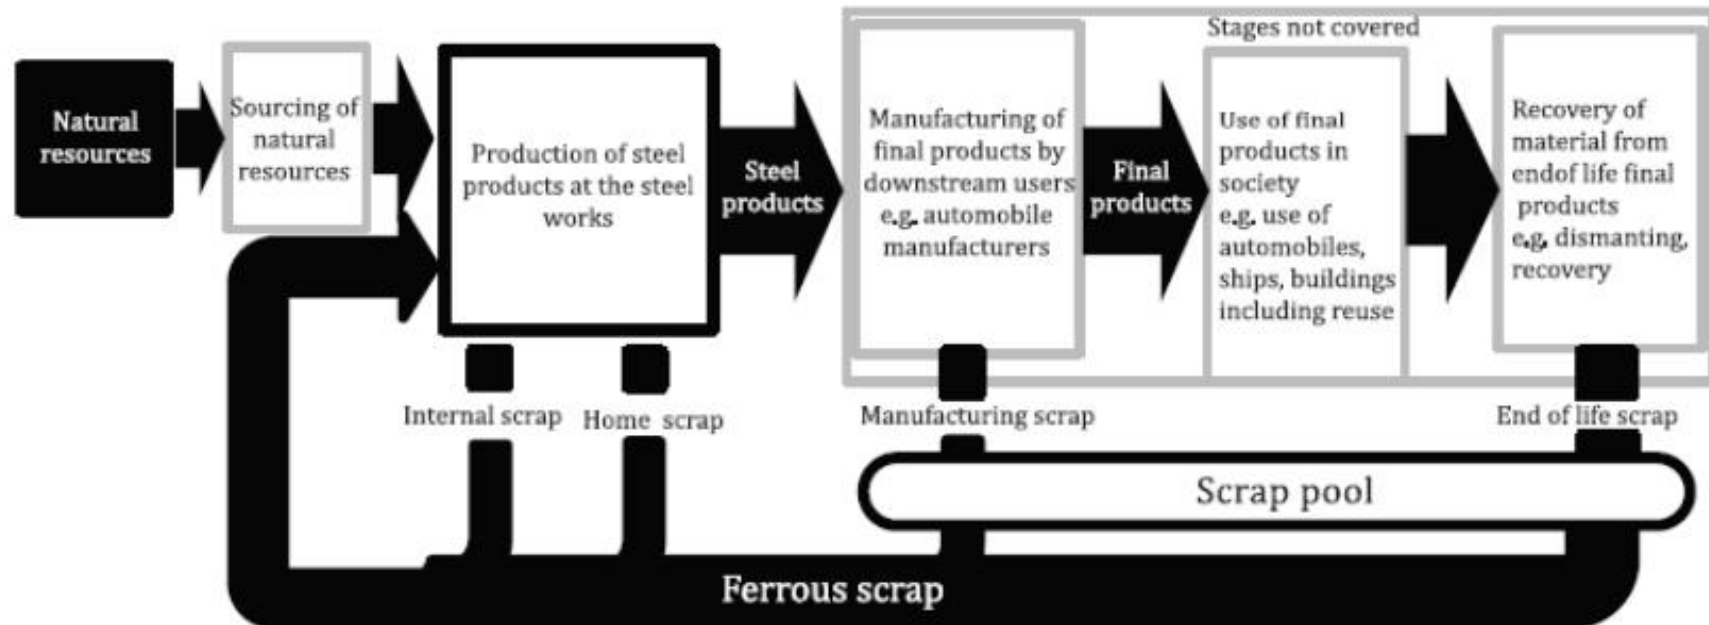 Stages not covered
Natural
resources
Sourcing of
natural
resources
Production of steel
products at the steel
works
Steel
products
Manufacturing of
final products by
downstream users
e.g. automobile
manufacturers
Final
products
Use of final
products in
society
e.g. use of
automobiles,
ships, buildings
including reuse
Recovery of
material from
endof life final
products
e.g. dismanting,
recovery
Internal scrap
Home scrap
Manufacturing scrap
End of life scrap
Scrap pool
Ferrous scrap